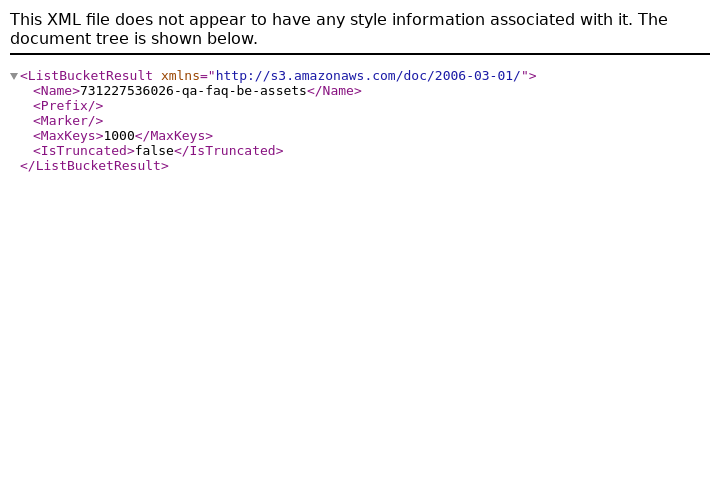 This XML file does not appear to have any style information associated with it. The
document tree is shown below.
<ListBucketResult xmlns="http://s3.amazonaws.com/doc/2006-03-01/">
<Name>731227536026-qa-faq-be-assets</Name>
<Prefix/>
<Marker/>
<MaxKeys>1000</MaxKeys>
<IsTruncated>false</IsTruncated>
</ListBucketResult>